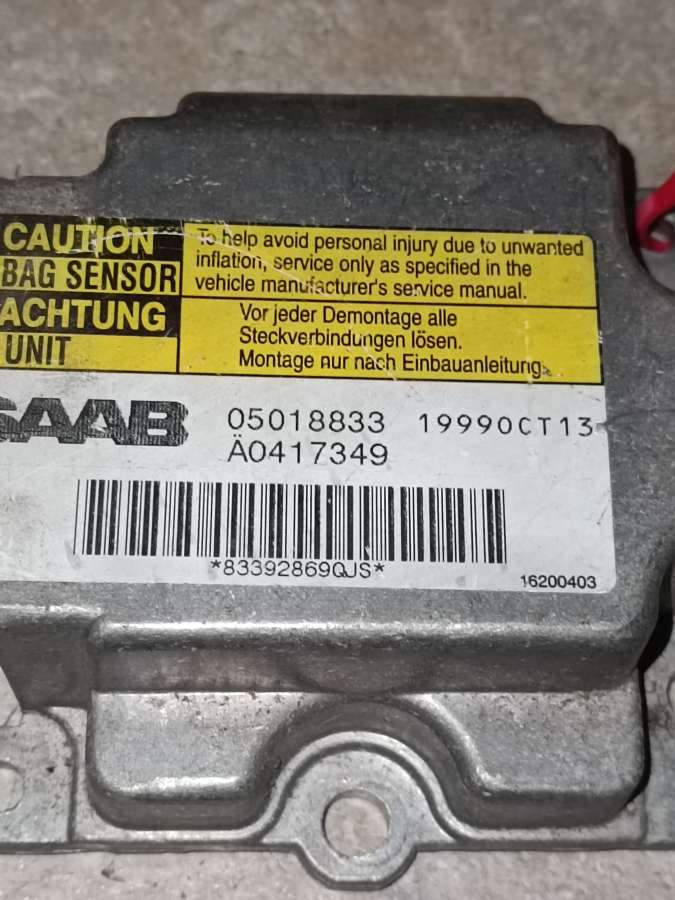 CAUTION
BAG SENSOR
ACHTUNG
UNIT
To help avoid personal injury due to unwanted
inflation, service only as specified in the
vehicle manufacturer's service manual.
Vor jeder Demontage alle
Steckverbindungen lösen.
Montage nur nach Einbauanleitung.
SAAB 05018833 19990CT13
Ä0417349
*83392869QJS*
16200403